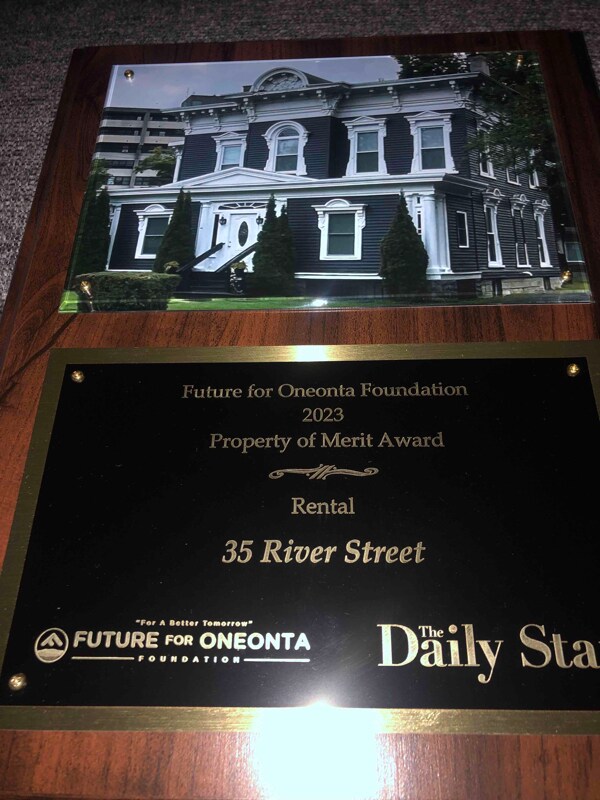 Future for Oneonta Foundation
2023
Property of Merit Award
Rental
35 River Street
"For A Better Tomorrow"
FUTURE FOR ONEONTA
FOUNDATION
The
Daily Sta